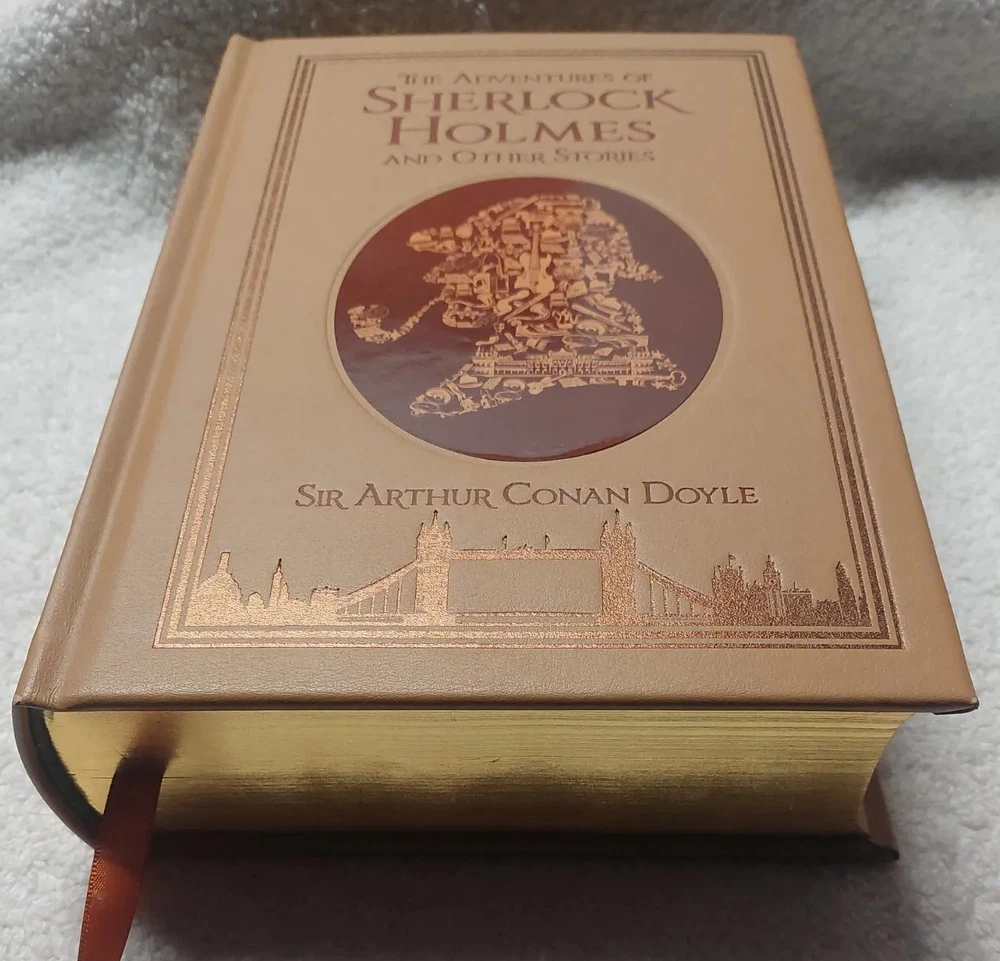 The Adventures of
Sherlock
Holmes
and Other Stories
Sir Arthur Conan Doyle